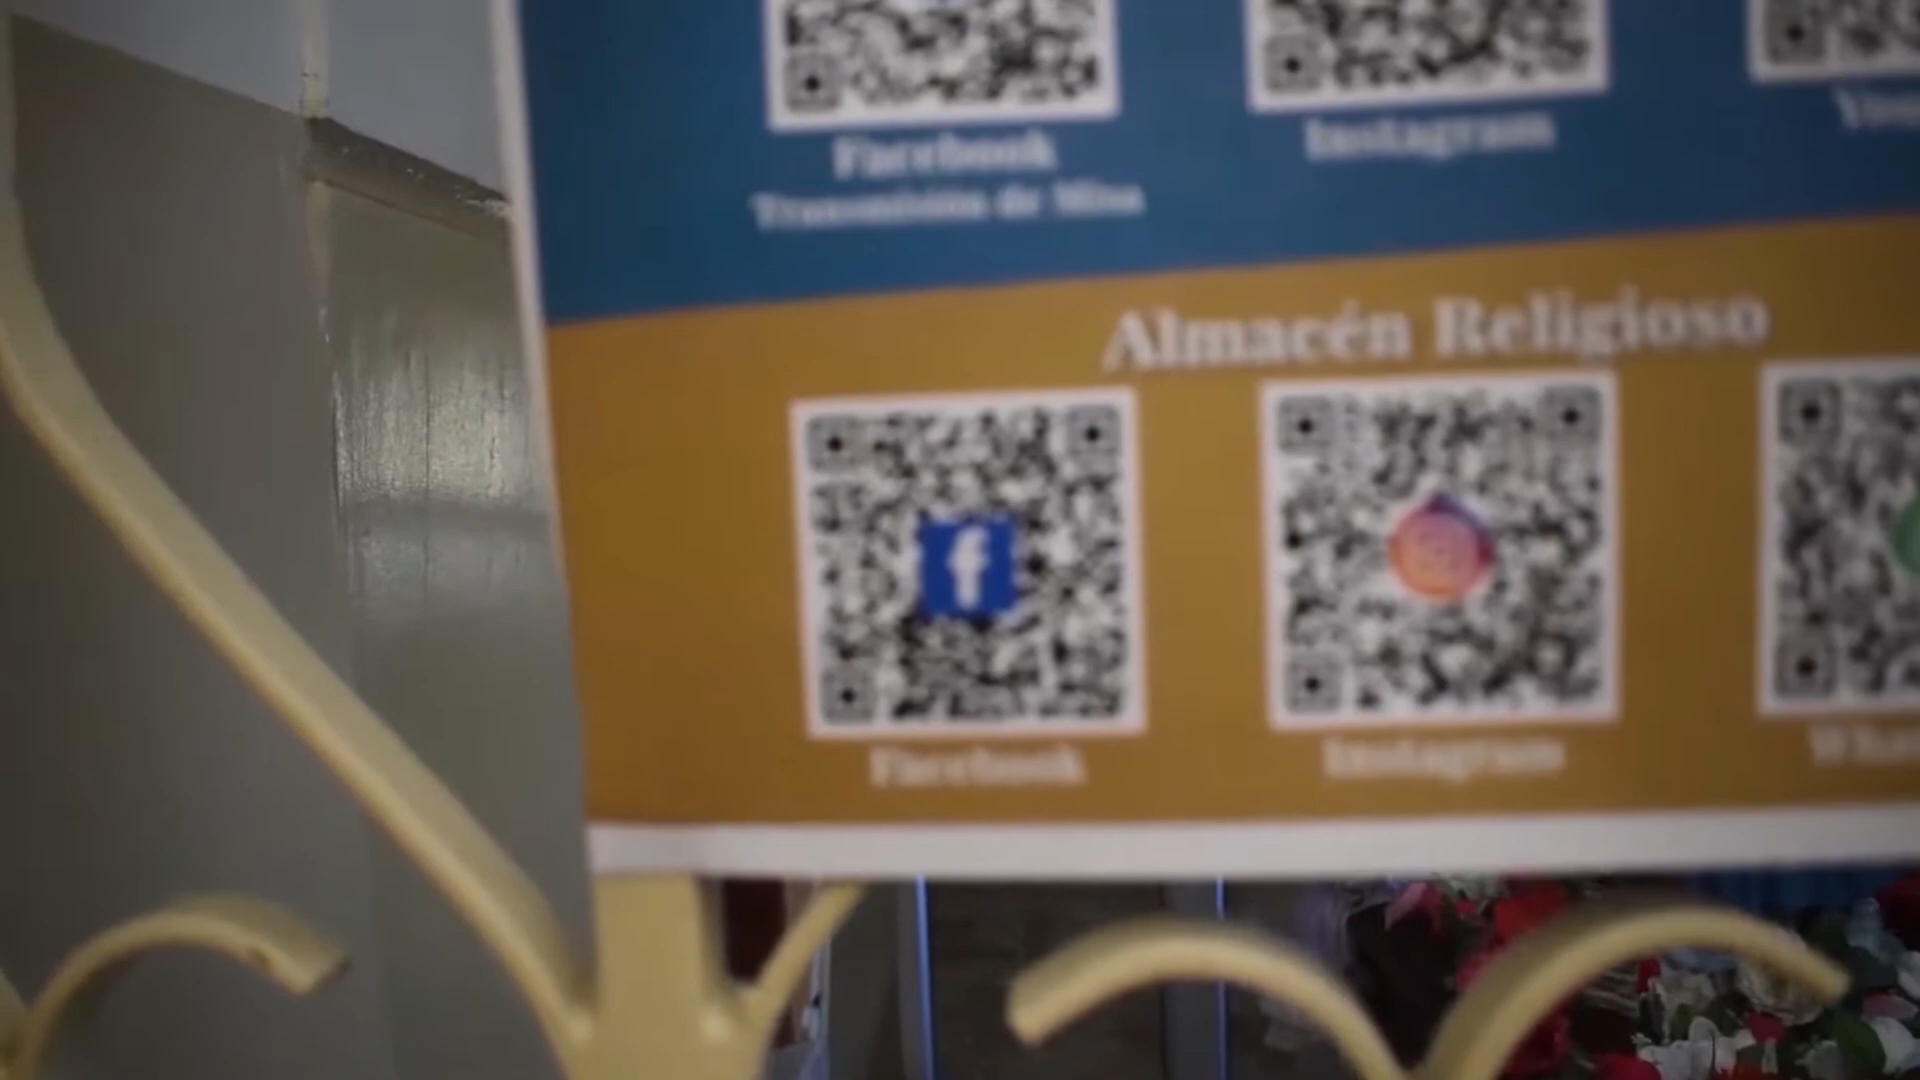 Facebook
Transmisión de Misa
Instagram
Almacén Religioso
Facebook
Instagram